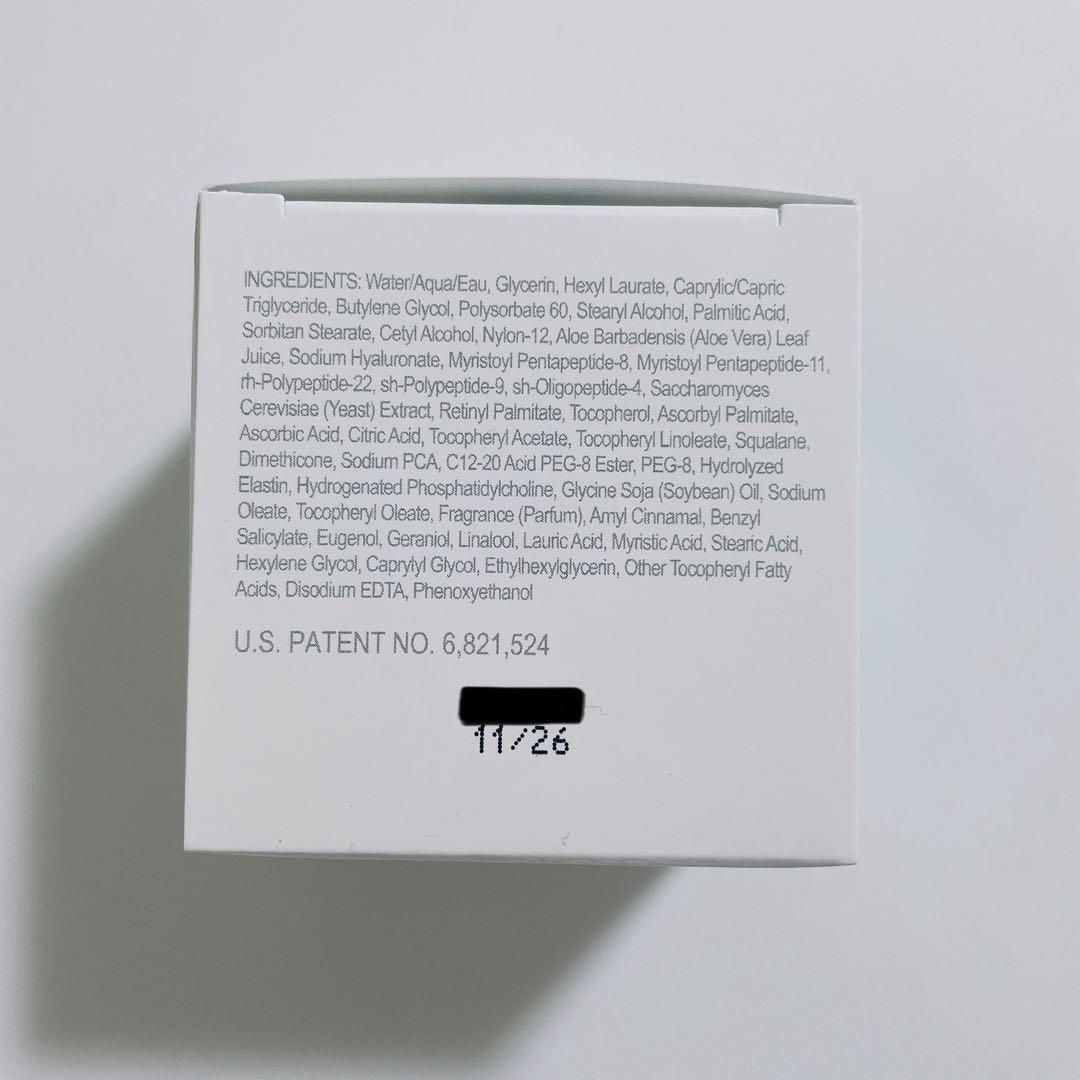 INGREDIENTS: Water/Aqua/Eau, Glycerin, Hexyl Laurate, Caprylic/Capric
Triglyceride, Butylene Glycol, Polysorbate 60, Stearyl Alcohol, Palmitic Acid,
Sorbitan Stearate, Cetyl Alcohol, Nylon-12, Aloe Barbadensis (Aloe Vera) Leaf
Juice, Sodium Hyaluronate, Myristoyl Pentapeptide-8, Myristoyl Pentapeptide-11,
rh-Polypeptide-22, sh-Polypeptide-9, sh-Oligopeptide-4, Saccharomyces
Cerevisiae (Yeast) Extract, Retinyl Palmitate, Tocopherol, Ascorbyl Palmitate,
Ascorbic Acid, Citric Acid, Tocopheryl Acetate, Tocopheryl Linoleate, Squalane,
Dimethicone, Sodium PCA, C12-20 Acid PEG-8 Ester, PEG-8, Hydrolyzed
Elastin, Hydrogenated Phosphatidylcholine, Glycine Soja (Soybean) Oil, Sodium
Oleate, Tocopheryl Oleate, Fragrance (Parfum), Amyl Cinnamal, Benzyl
Salicylate, Eugenol, Geraniol, Linalool, Lauric Acid, Myristic Acid, Stearic Acid,
Hexylene Glycol, Caprylyl Glycol, Ethylhexylglycerin, Other Tocopheryl Fatty
Acids, Disodium EDTA, Phenoxyethanol
U.S. PATENT NO. 6,821,524
11/26